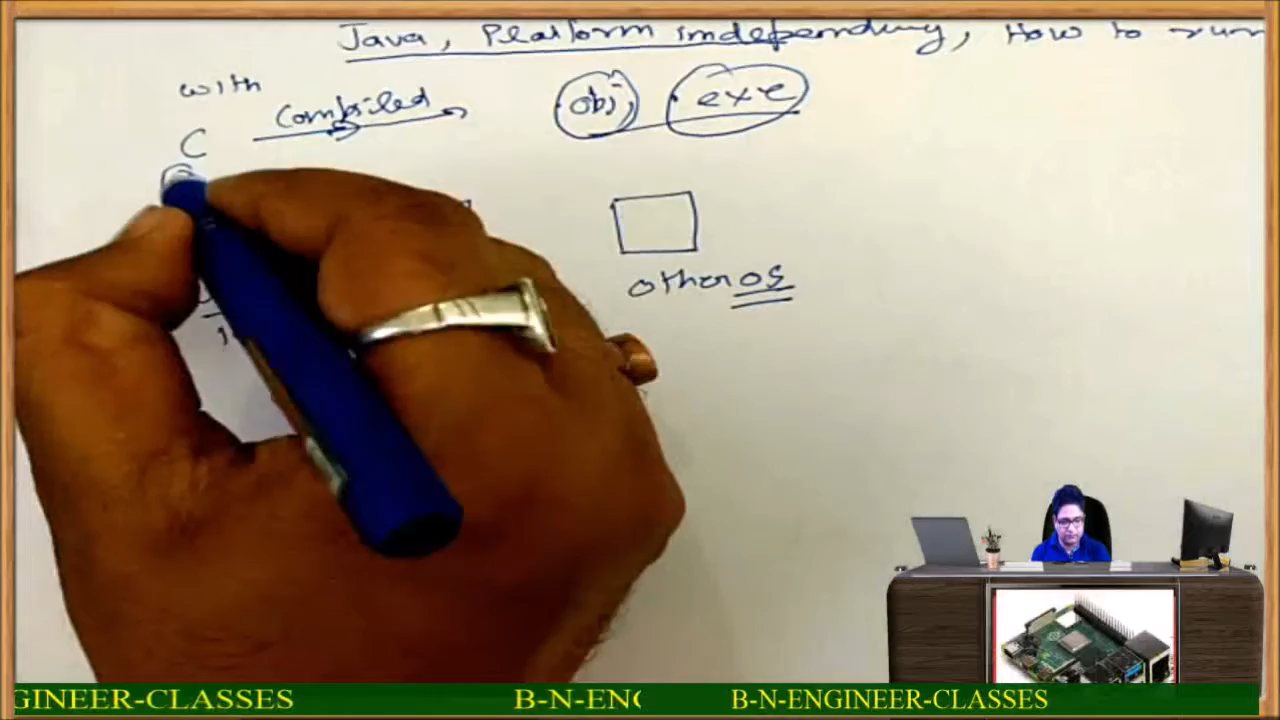 Java, Platform independency, How to run
with
Compiled
.obj,
.exe
C
other OS
GINEER-CLASSES
B-N-ENG
B-N-ENGINEER-CLASSES